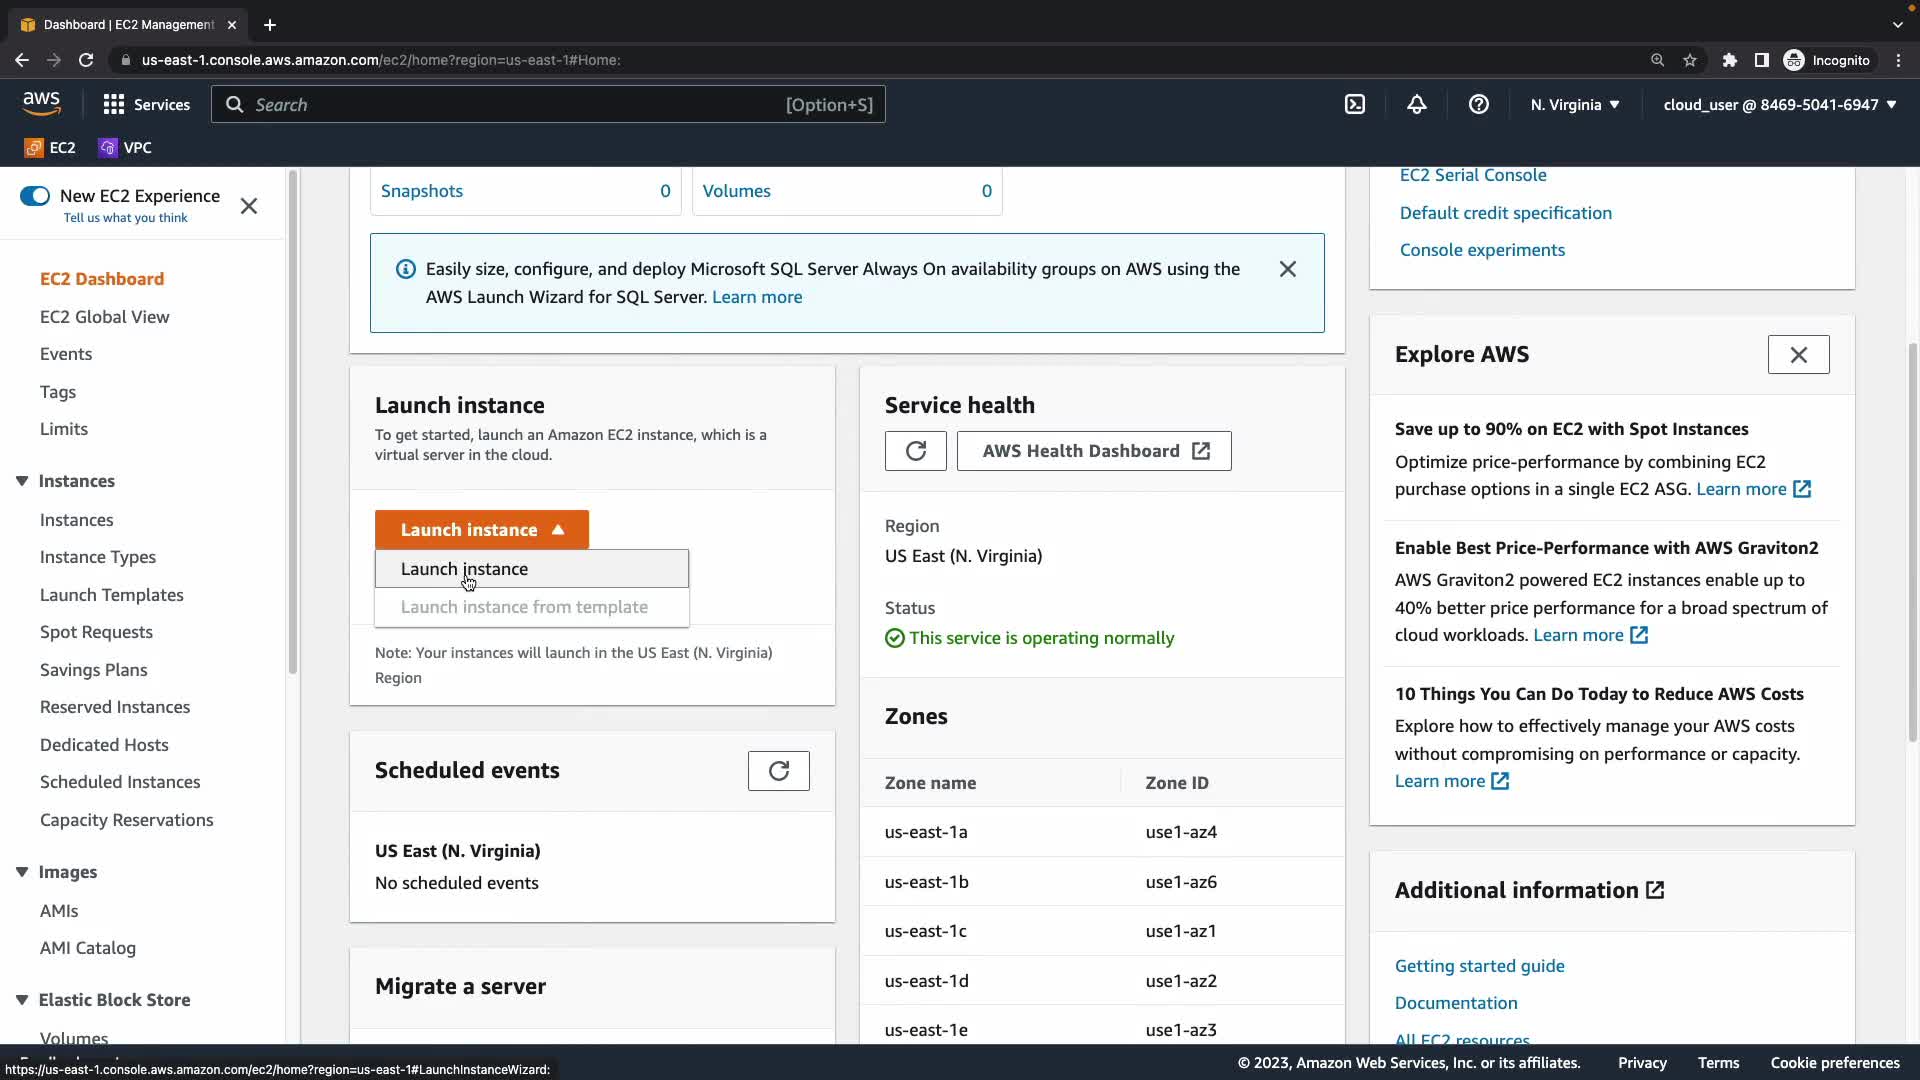 Dashboard | EC2 Management
us-east-1.console.aws.amazon.com/ec2/home?region=us-east-1#Home:
Incognito
aws
Services
Search
[Option+S]
N. Virginia
cloud_user @ 8469-5041-6947
EC2
VPC
New EC2 Experience
Tell us what you think
EC2 Dashboard
EC2 Global View
Events
Tags
Limits
Instances
Instances
Instance Types
Launch Templates
Spot Requests
Savings Plans
Reserved Instances
Dedicated Hosts
Scheduled Instances
Capacity Reservations
Images
AMIs
AMI Catalog
Elastic Block Store
Volumes
Snapshots 0
Volumes 0
Easily size, configure, and deploy Microsoft SQL Server Always On availability groups on AWS using the
AWS Launch Wizard for SQL Server. Learn more
Launch instance
To get started, launch an Amazon EC2 instance, which is a
virtual server in the cloud.
Launch instance
Launch instance
Launch instance from template
Note: Your instances will launch in the US East (N. Virginia)
Region
Scheduled events
US East (N. Virginia)
No scheduled events
Migrate a server
Service health
AWS Health Dashboard
Region
US East (N. Virginia)
Status
This service is operating normally
Zones
Zone name Zone ID
us-east-1a use1-az4
us-east-1b use1-az6
us-east-1c use1-az1
us-east-1d use1-az2
us-east-1e use1-az3
EC2 Serial Console
Default credit specification
Console experiments
Explore AWS
Save up to 90% on EC2 with Spot Instances
Optimize price-performance by combining EC2
purchase options in a single EC2 ASG. Learn more
Enable Best Price-Performance with AWS Graviton2
AWS Graviton2 powered EC2 instances enable up to
40% better price performance for a broad spectrum of
cloud workloads. Learn more
10 Things You Can Do Today to Reduce AWS Costs
Explore how to effectively manage your AWS costs
without compromising on performance or capacity.
Learn more
Additional information
Getting started guide
Documentation
All EC2 resources
https://us-east-1.console.aws.amazon.com/ec2/home?region=us-east-1#LaunchInstanceWizard:
© 2023, Amazon Web Services, Inc. or its affiliates.
Privacy
Terms
Cookie preferences